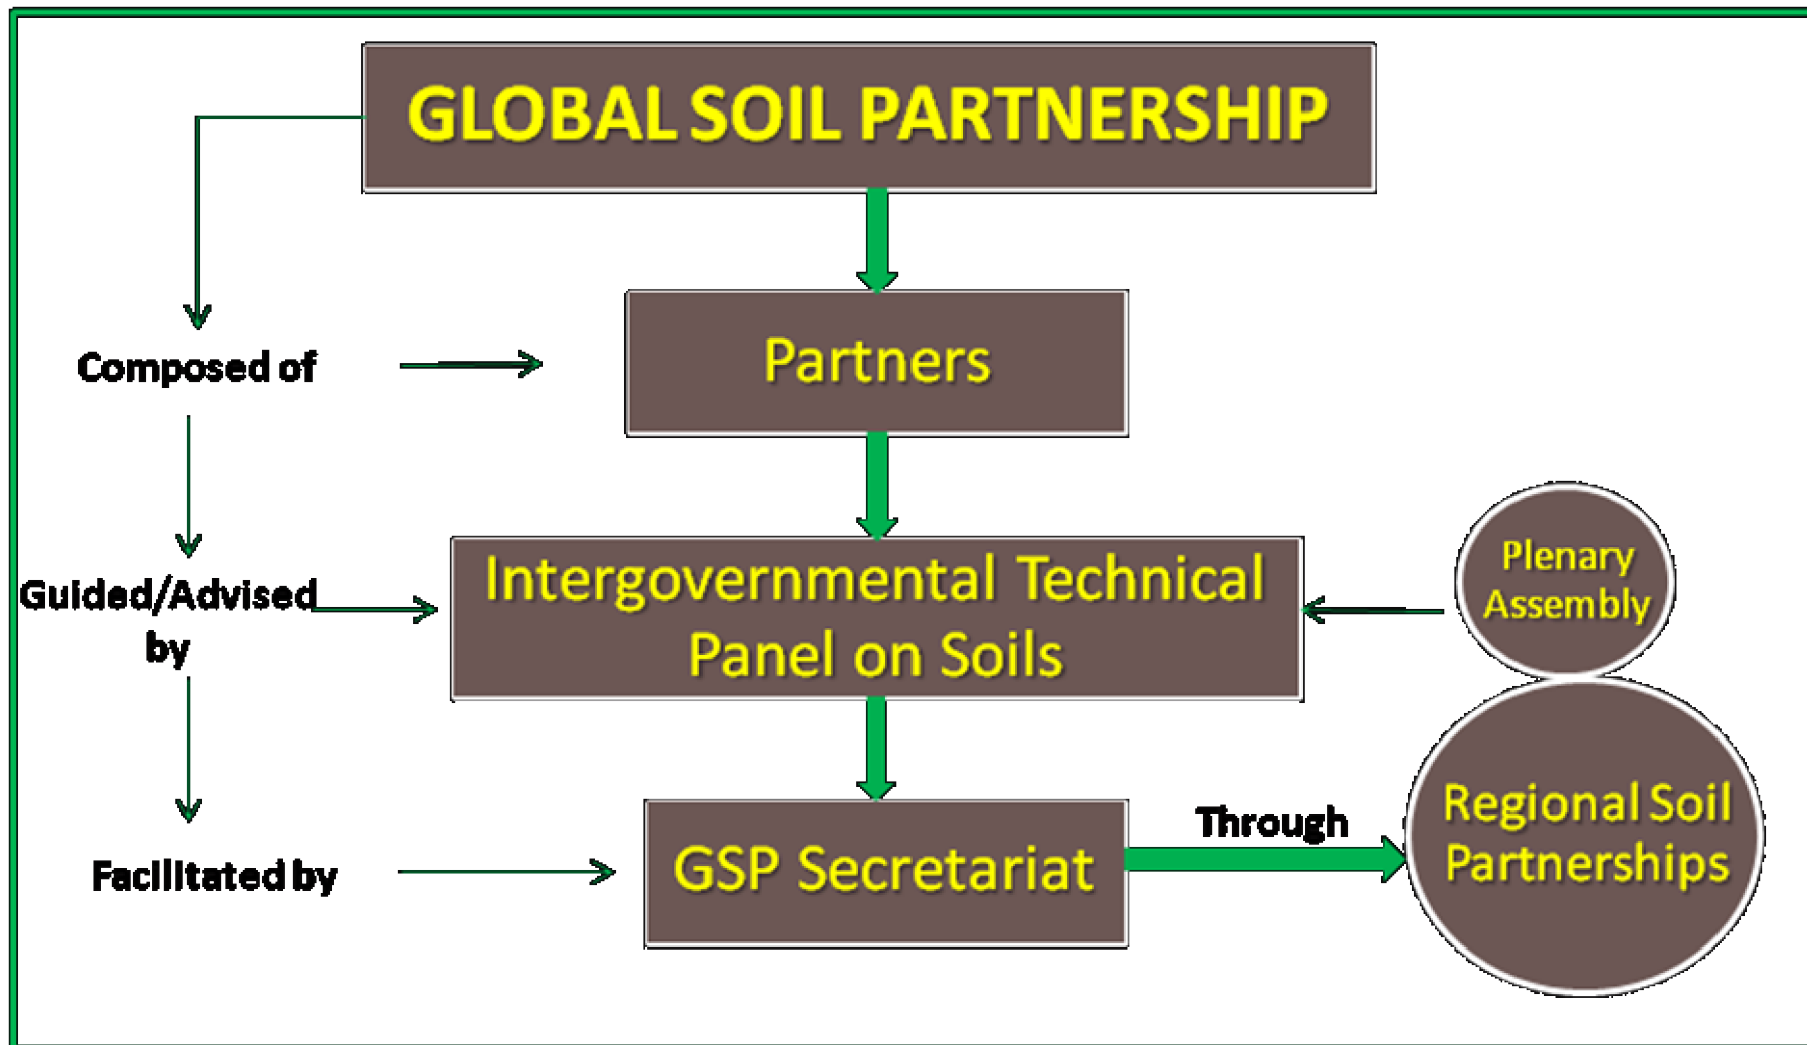 GLOBAL SOIL PARTNERSHIP
Composed of
Partners
Guided/Advised
by
Intergovernmental Technical
Panel on Soils
Plenary
Assembly
Facilitated by
GSP Secretariat
Through
Regional Soil
Partnerships